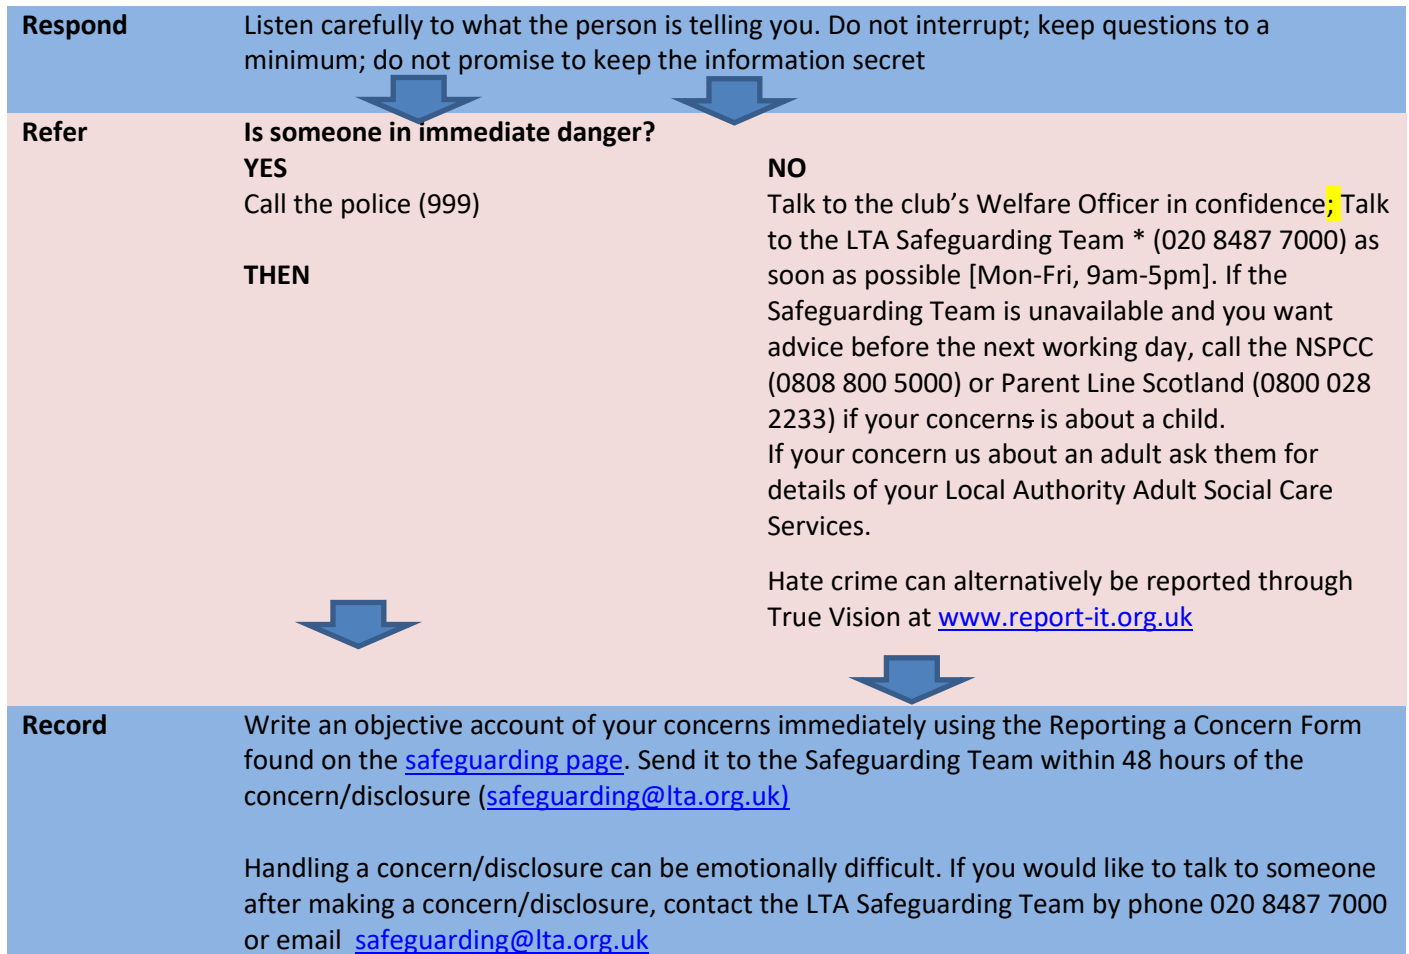 Respond
Listen carefully to what the person is telling you. Do not interrupt; keep questions to a
minimum; do not promise to keep the information secret
Refer
Is someone in immediate danger?
YES
Call the police (999)
THEN
NO
Talk to the club’s Welfare Officer in confidence; Talk
to the LTA Safeguarding Team * (020 8487 7000) as
soon as possible [Mon-Fri, 9am-5pm]. If the
Safeguarding Team is unavailable and you want
advice before the next working day, call the NSPCC
(0808 800 5000) or Parent Line Scotland (0800 028
2233) if your concerns is about a child.
If your concern us about an adult ask them for
details of your Local Authority Adult Social Care
Services.
Hate crime can alternatively be reported through
True Vision at www.report-it.org.uk
Record
Write an objective account of your concerns immediately using the Reporting a Concern Form
found on the safeguarding page. Send it to the Safeguarding Team within 48 hours of the
concern/disclosure (safeguarding@lta.org.uk)
Handling a concern/disclosure can be emotionally difficult. If you would like to talk to someone
after making a concern/disclosure, contact the LTA Safeguarding Team by phone 020 8487 7000
or email  safeguarding@lta.org.uk